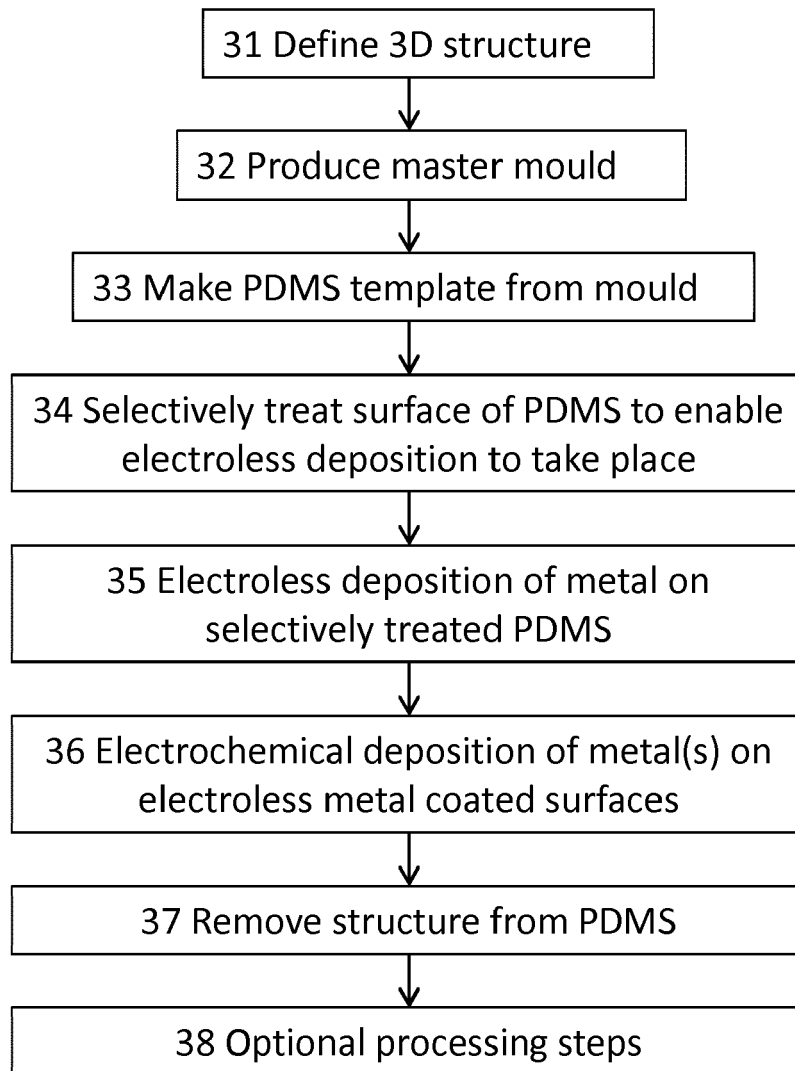 31 Define 3D structure
32 Produce master mould
33 Make PDMS template from mould
34 Selectively treat surface of PDMS to enable
electroless deposition to take place
35 Electroless deposition of metal on
selectively treated PDMS
36 Electrochemical deposition of metal(s) on
electroless metal coated surfaces
37 Remove structure from PDMS
38 Optional processing steps